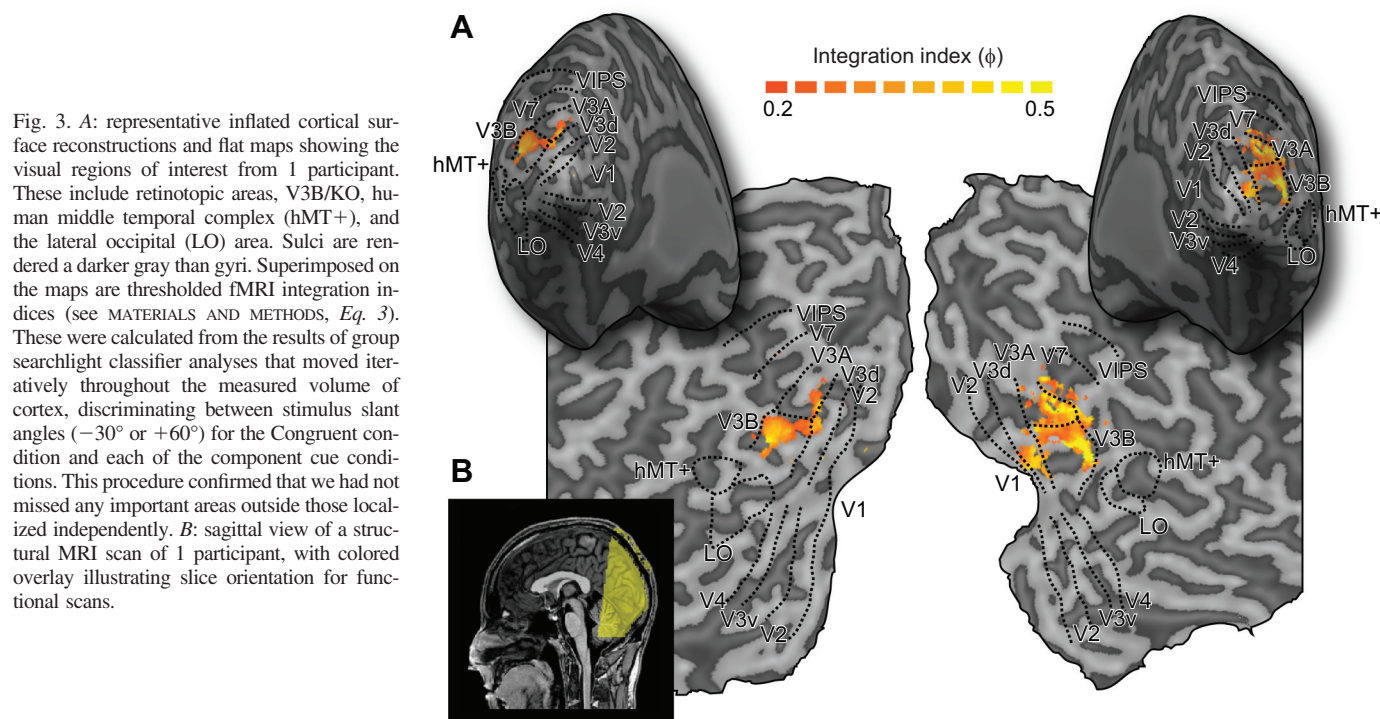 Fig. 3. A: representative inflated cortical sur-
face reconstructions and flat maps showing the
visual regions of interest from 1 participant.
These include retinotopic areas, V3B/KO, hu-
man middle temporal complex (hMT+), and
the lateral occipital (LO) area. Sulci are ren-
dered a darker gray than gyri. Superimposed on
the maps are thresholded fMRI integration in-
dices (see MATERIALS AND METHODS, Eq. 3).
These were calculated from the results of group
searchlight classifier analyses that moved iter-
atively throughout the measured volume of
cortex, discriminating between stimulus slant
angles (−30° or +60°) for the Congruent con-
dition and each of the component cue condi-
tions. This procedure confirmed that we had not
missed any important areas outside those local-
ized independently. B: sagittal view of a struc-
tural MRI scan of 1 participant, with colored
overlay illustrating slice orientation for func-
tional scans.
A
Integration index (ϕ)
0.2 0.5
VIPS
V7
V3A
V3B
V3d
V2
hMT+
V1
V2
V3v
LO
V4
VIPS
V7
V3d
V2
V3A
V1
V3B
hMT+
V2
V3v
LO
V4
VIPS
V7
V3A
V3d
V2
V3B
hMT+
V1
LO
V4
V3v
V2
V3A
V7
V3d
VIPS
V2
V3B
hMT+
V1
LO
V4
V3v
V2
B